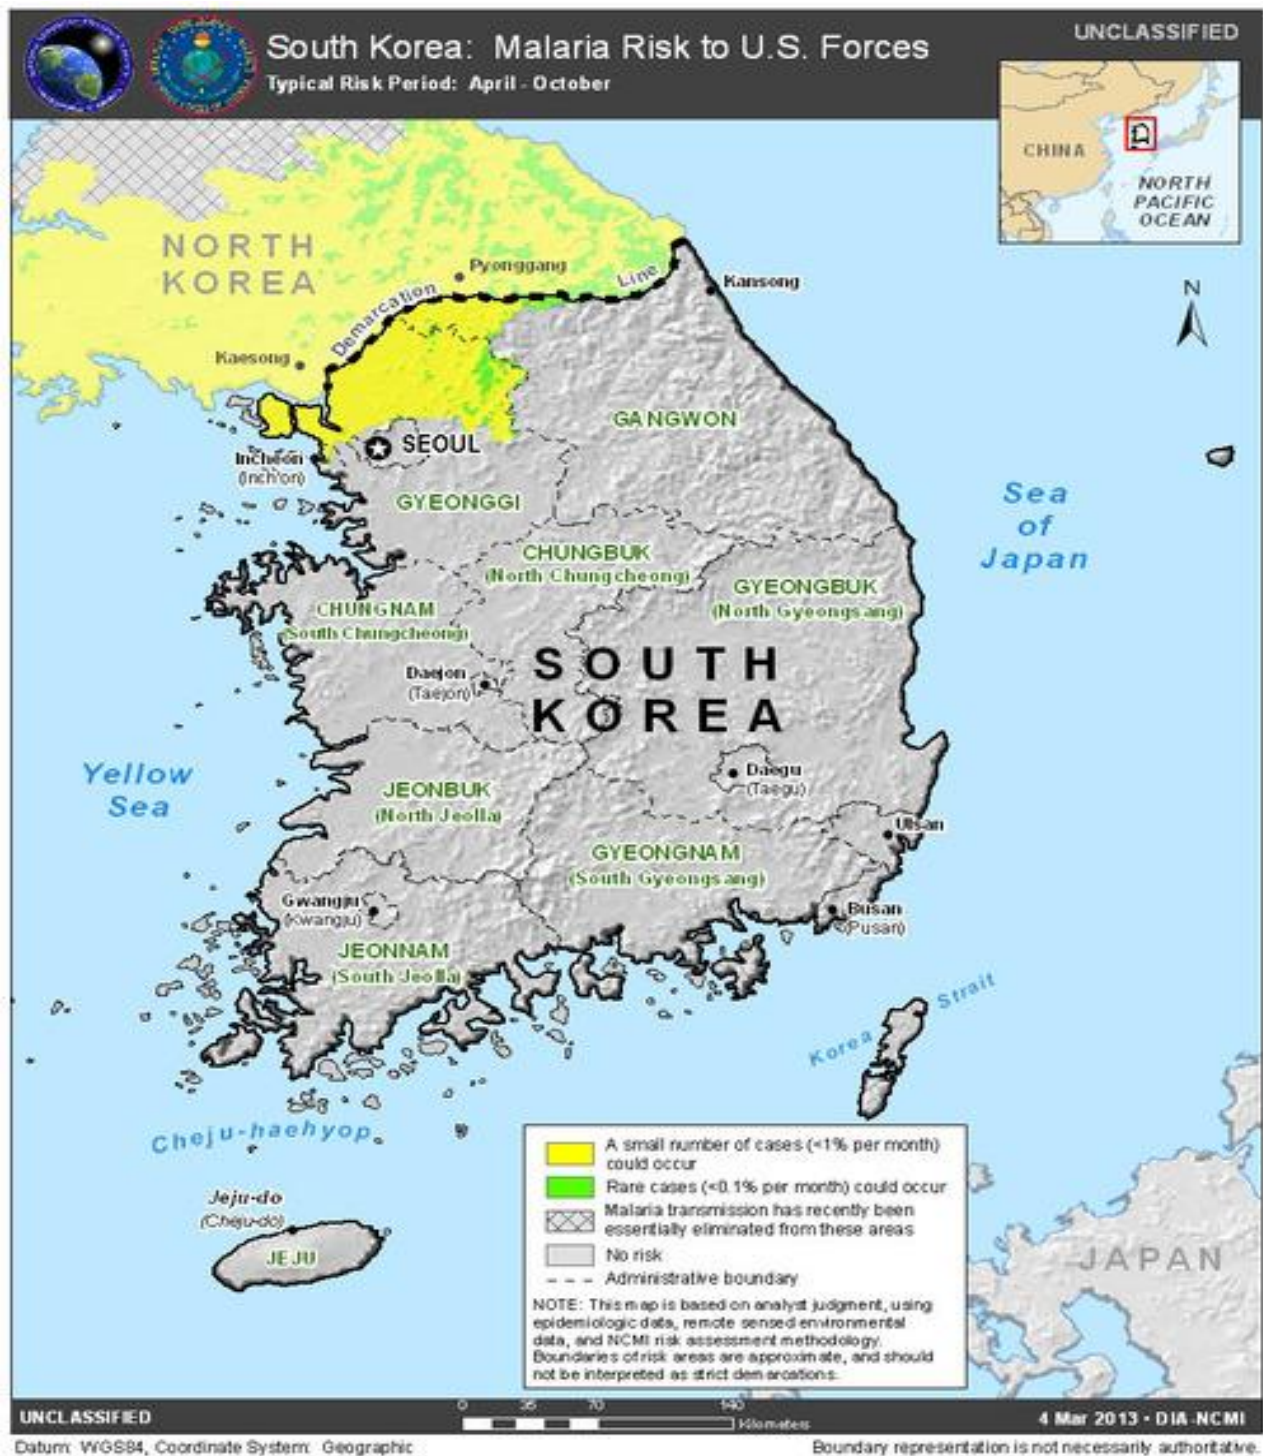 South Korea: Malaria Risk to U.S. Forces
Typical Risk Period: April - October
UNCLASSIFIED
CHINA
NORTH
PACIFIC
OCEAN
N
NORTH
KOREA
Pyonggang
Demarcation
Line
Kansong
Kaesong
GANGWON
SEOUL
Incheon
(Inch'on)
GYEONGGI
Sea
of
Japan
CHUNGBUK
(North Chungcheong)
GYEONGBUK
(North Gyeongsang)
CHUNGNAM
(South Chungcheong)
SOUTH
KOREA
Daejon
(Taejon)
Yellow
Sea
Daegu
(Taegu)
JEONBUK
(North Jeolla)
Ulsan
GYEONGNAM
(South Gyeongsang)
Gwangju
(Kwangju)
Busan
(Pusan)
JEONNAM
(South Jeolla)
Korea Strait
Cheju-haehyop
Jeju-do
(Cheju-do)
JEJU
JAPAN
A small number of cases (<1% per month)
could occur
Rare cases (<0.1% per month) could occur
Malaria transmission has recently been
essentially eliminated from these areas
No risk
Administrative boundary
NOTE: This map is based on analyst judgment, using
epidemiologic data, remote sensed environmental
data, and NCMI risk assessment methodology.
Boundaries of risk areas are approximate, and should
not be interpreted as strict demarcations.
UNCLASSIFIED
0 35 70 140
Kilometers
4 Mar 2013 • DIA-NCMI
Datum: WGS84, Coordinate System: Geographic
Boundary representation is not necessarily authoritative.